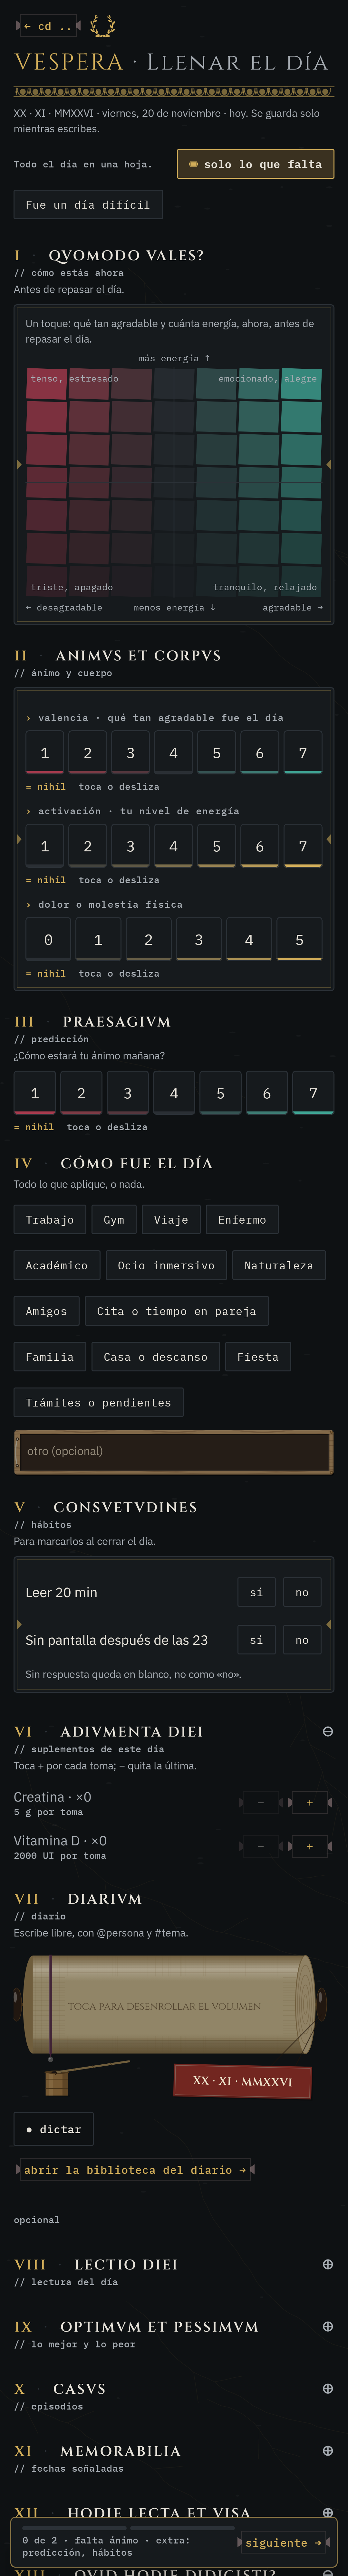 ← cd ..
VESPERA · Llenar el día
XX · XI · MMXXVI · viernes, 20 de noviembre · hoy. Se guarda solo
mientras escribes.
Todo el día en una hoja.
solo lo que falta
Fue un día difícil
I · QVOMODO VALES?
// cómo estás ahora
Antes de repasar el día.
Un toque: qué tan agradable y cuánta energía, ahora, antes de
repasar el día.
más energía ↑
tenso, estresado
emocionado, alegre
triste, apagado
tranquilo, relajado
← desagradable
menos energía ↓
agradable →
II · ANIMVS ET CORPVS
// ánimo y cuerpo
› valencia · qué tan agradable fue el día
1 2 3 4 5 6 7
= nihil toca o desliza
› activación · tu nivel de energía
1 2 3 4 5 6 7
= nihil toca o desliza
› dolor o molestia física
0 1 2 3 4 5
= nihil toca o desliza
III · PRAESAGIVM
// predicción
¿Cómo estará tu ánimo mañana?
1 2 3 4 5 6 7
= nihil toca o desliza
IV · CÓMO FUE EL DÍA
Todo lo que aplique, o nada.
Trabajo Gym Viaje Enfermo
Académico Ocio inmersivo Naturaleza
Amigos Cita o tiempo en pareja
Familia Casa o descanso Fiesta
Trámites o pendientes
otro (opcional)
V · CONSVETVDINES
// hábitos
Para marcarlos al cerrar el día.
Leer 20 min sí no
Sin pantalla después de las 23 sí no
Sin respuesta queda en blanco, no como «no».
VI · ADIVMENTA DIEI ⊖
// suplementos de este día
Toca + por cada toma; − quita la última.
Creatina · ×0 − +
5 g por toma
Vitamina D · ×0 − +
2000 UI por toma
VII · DIARIVM
// diario
Escribe libre, con @persona y #tema.
TOCA PARA DESENROLLAR EL VOLUMEN
XX · XI · MMXXVI
● dictar
abrir la biblioteca del diario →
opcional
VIII · LECTIO DIEI ⊕
// lectura del día
IX · OPTIMVM ET PESSIMVM ⊕
// lo mejor y lo peor
X · CASVS ⊕
// episodios
XI · MEMORABILIA ⊕
// fechas señaladas
XII · HODIE LECTA ET VISA ⊕
0 de 2 · falta ánimo · extra:
predicción, hábitos
siguiente →
XIII · QVID HODIE DIDICISTI?